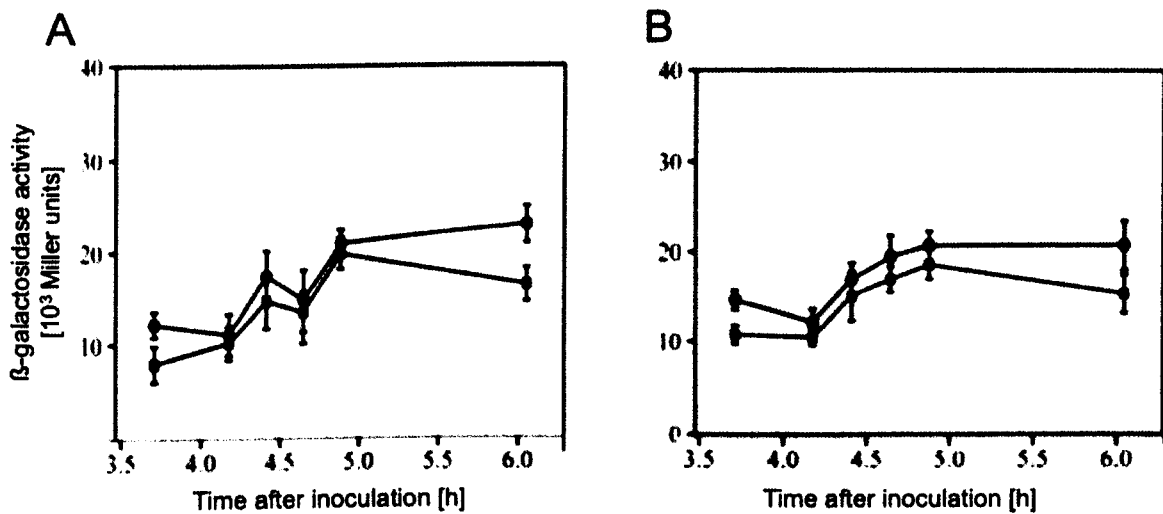 A
B
40
30
20
10
3.5 4.0 4.5 5.0 5.5 6.0
ß-galactosidase activity
[10³ Miller units]
Time after inoculation [h]
40
30
20
10
0
3.5 4.0 4.5 5.0 5.5 6.0
Time after inoculation [h]